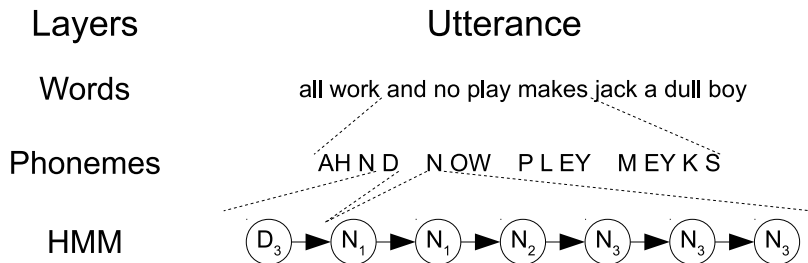 Layers Utterance
Words all work and no play makes jack a dull boy
Phonemes AH N D N OW P L EY M EY K S
HMM D3 N1 N1 N2 N3 N3 N3